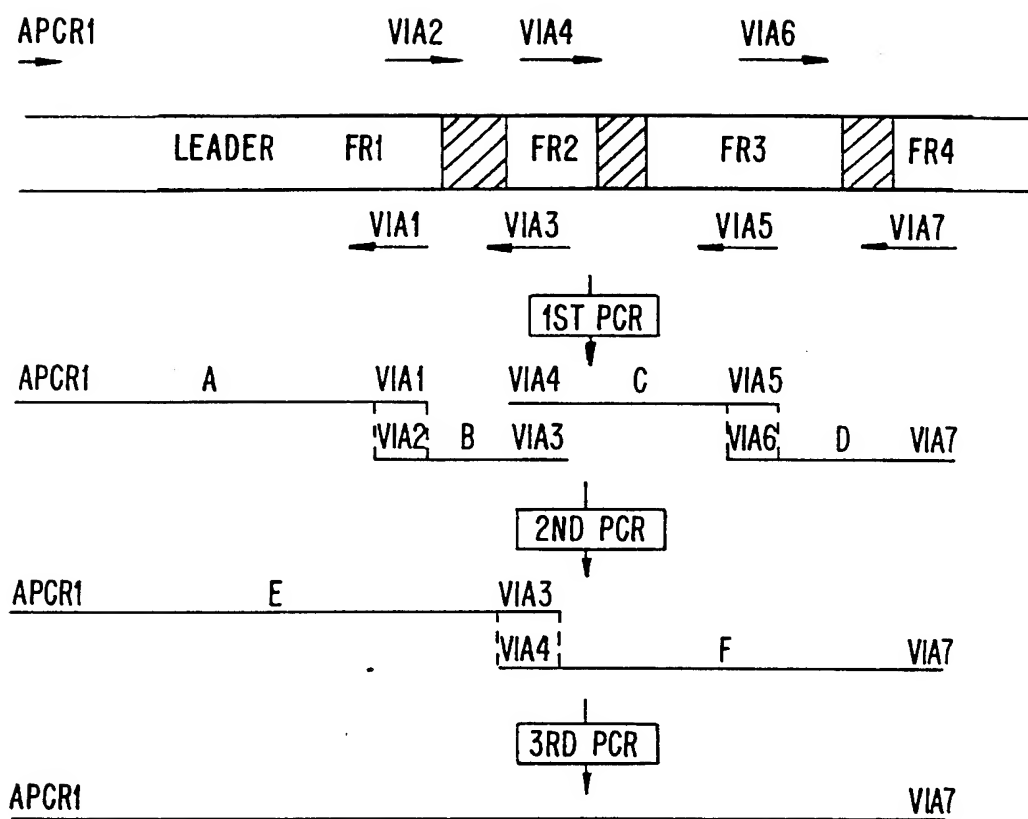 APCR1 VIA2 VIA4 VIA6
LEADER FR1 FR2 FR3 FR4
VIA1 VIA3 VIA5 VIA7
1ST PCR
APCR1 A VIA1 VIA4 C VIA5
VIA2 B VIA3 VIA6 D VIA7
2ND PCR
APCR1 E VIA3
VIA4 F VIA7
3RD PCR
APCR1 VIA7